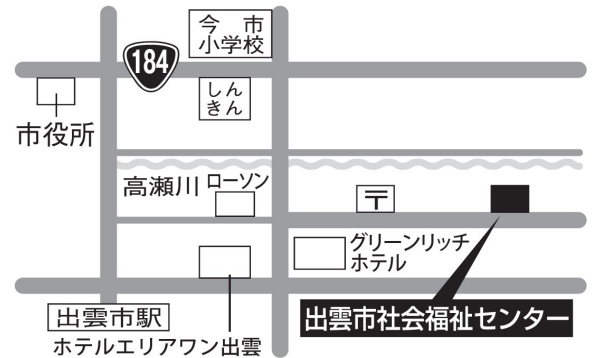 今市
小学校
184
しん
きん
市役所
高瀬川
ローソン
〒
グリーンリッチ
ホテル
出雲市駅
出雲市社会福祉センター
ホテルエリアワン出雲